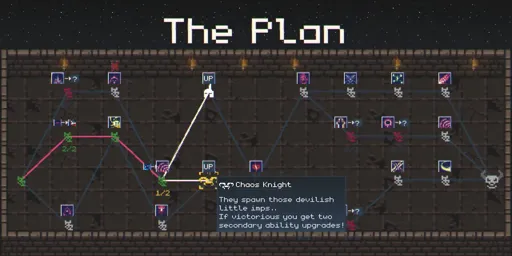 The Plan
?
UP
?
?
2/2
UP
1/2
Chaos Knight
They spawn those devilish
little imps..
If victorious you get two
secondary ability upgrades!
?